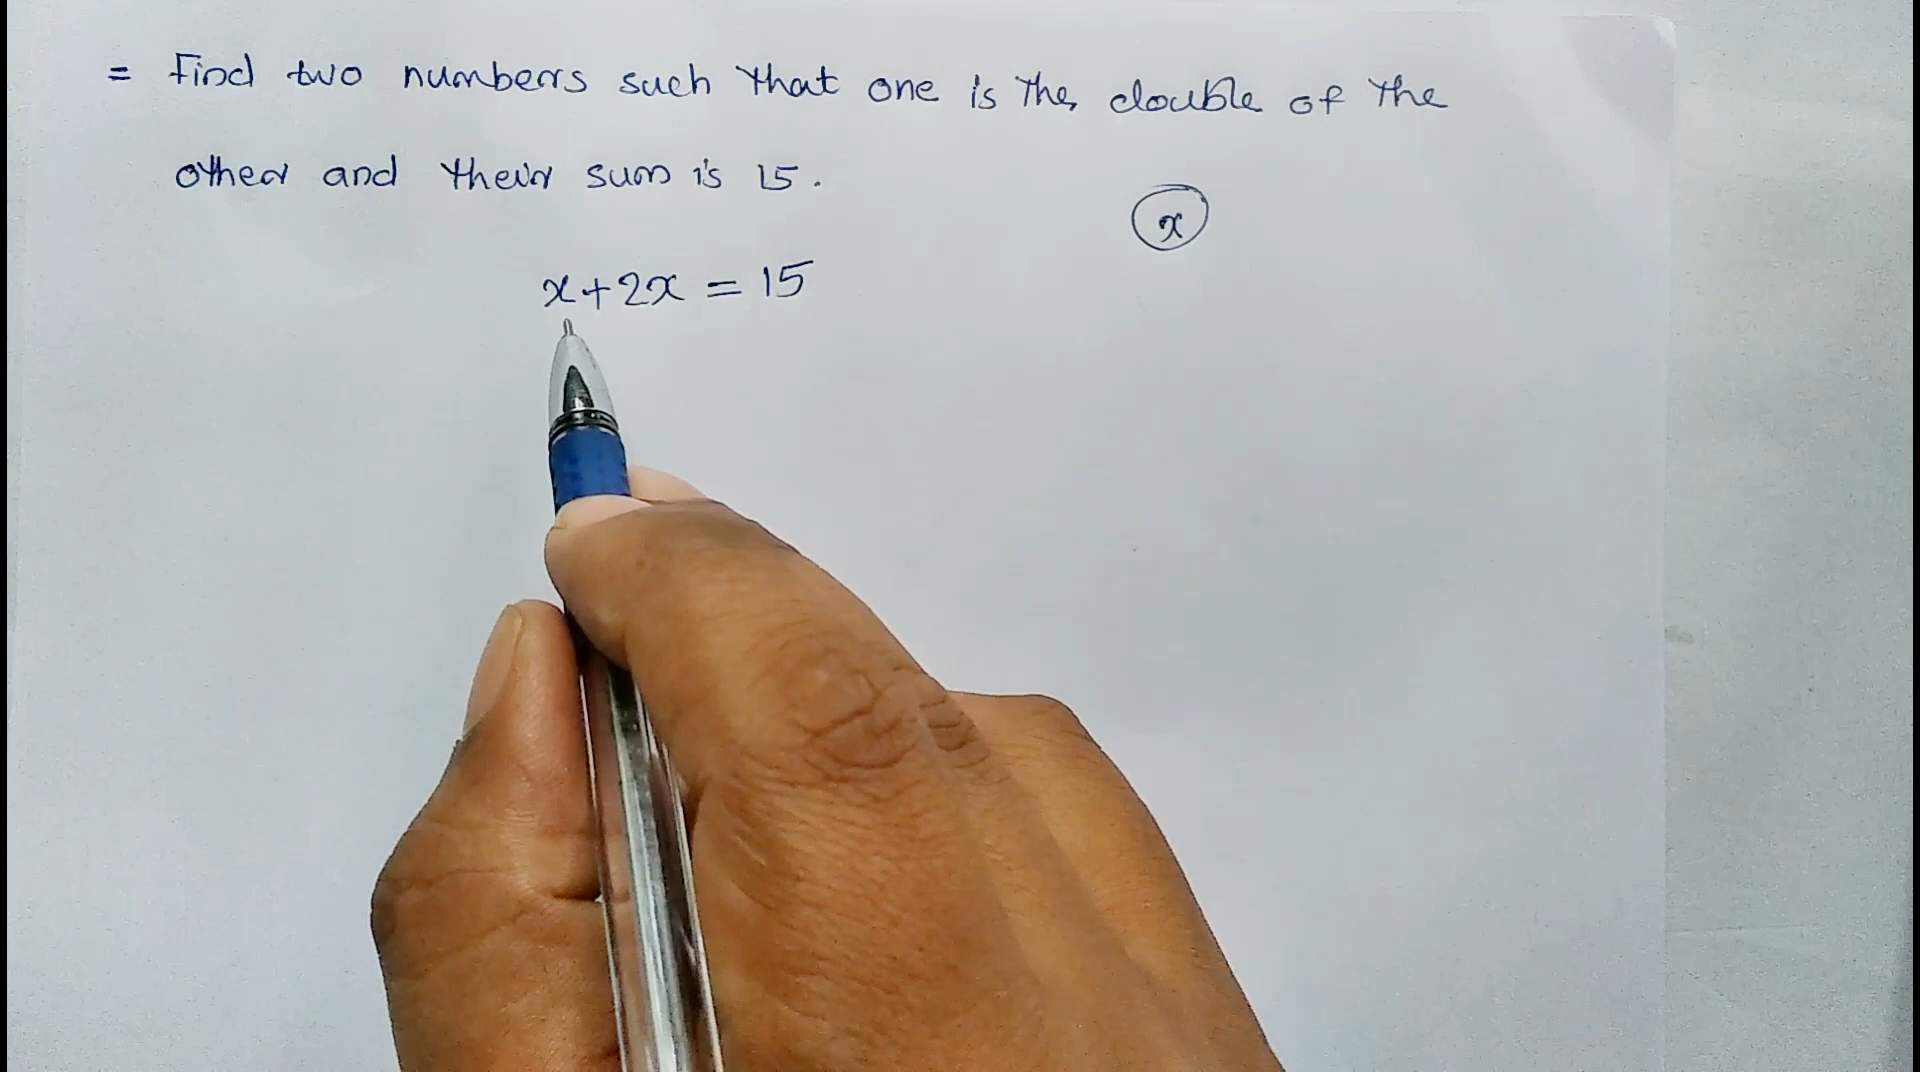 = Find two numbers such that one is the double of the
other and their sum is 15.
x
x+2x = 15